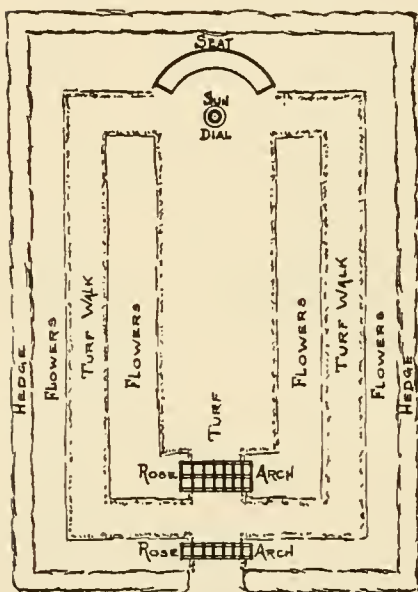 SEAT
SUN
DIAL
HEDGE
FLOWERS
TURF WALK
FLOWERS
TURF
FLOWERS
TURF WALK
FLOWERS
HEDGE
ROSE ARCH
ROSE ARCH